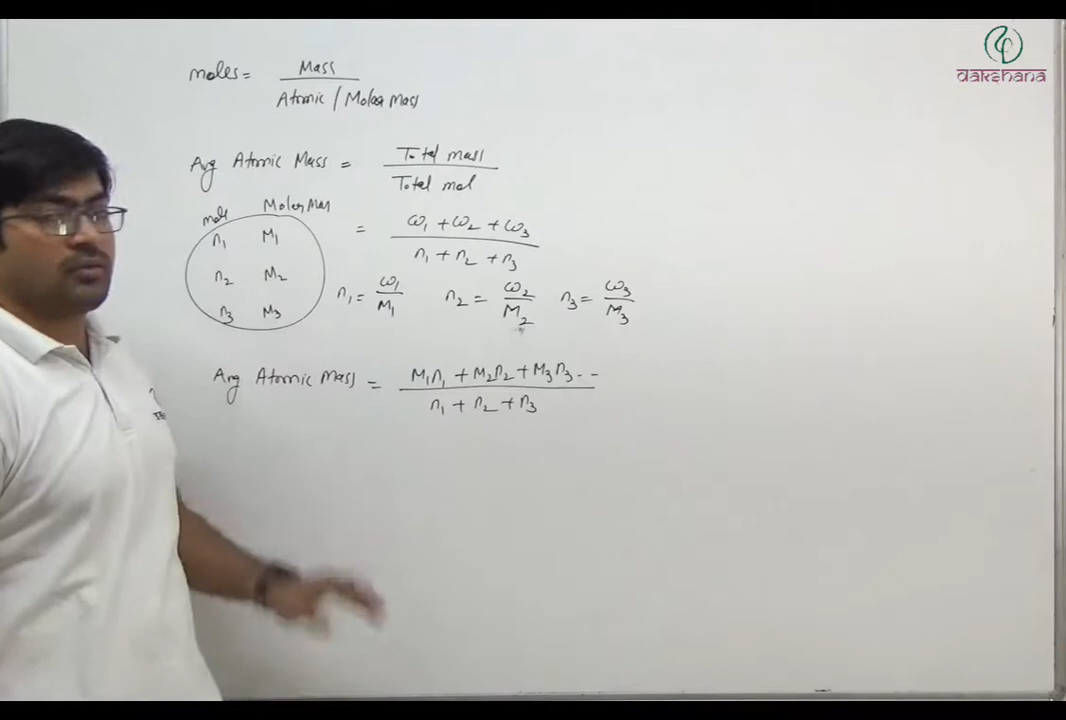 dakshana
moles = Mass / Atomic / Molar Mass
Avg Atomic Mass = Total mass / Total mol
mole Molar Mas
n₁ M₁
n₂ M₂
n₃ M₃
= ω₁ + ω₂ + ω₃ / n₁ + n₂ + n₃
n₁ = ω₁ / M₁ n₂ = ω₂ / M₂ n₃ = ω₃ / M₃
Avg Atomic Mass = M₁n₁ + M₂n₂ + M₃n₃ -- / n₁ + n₂ + n₃